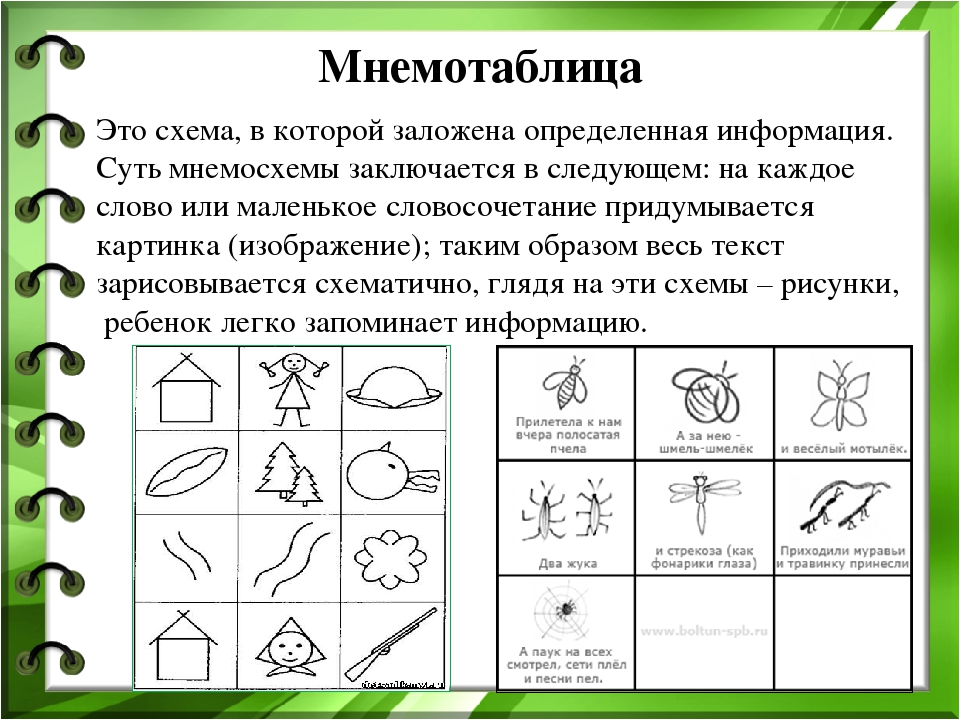 Мнемотаблица
Это схема, в которой заложена определенная информация.
Суть мнемосхемы заключается в следующем: на каждое
слово или маленькое словосочетание придумывается
картинка (изображение); таким образом весь текст
зарисовывается схематично, глядя на эти схемы – рисунки,
ребенок легко запоминает информацию.
Прилетела к нам
вчера полосатая
пчела
А за нею -
шмель-шмелёк
и весёлый мотылёк.
Два жука
и стрекоза (как
фонарики глаза)
Приходили муравьи
и травинку принесли
А паук на всех
смотрел, сети плёл
и песни пел.
www.boltun-spb.ru